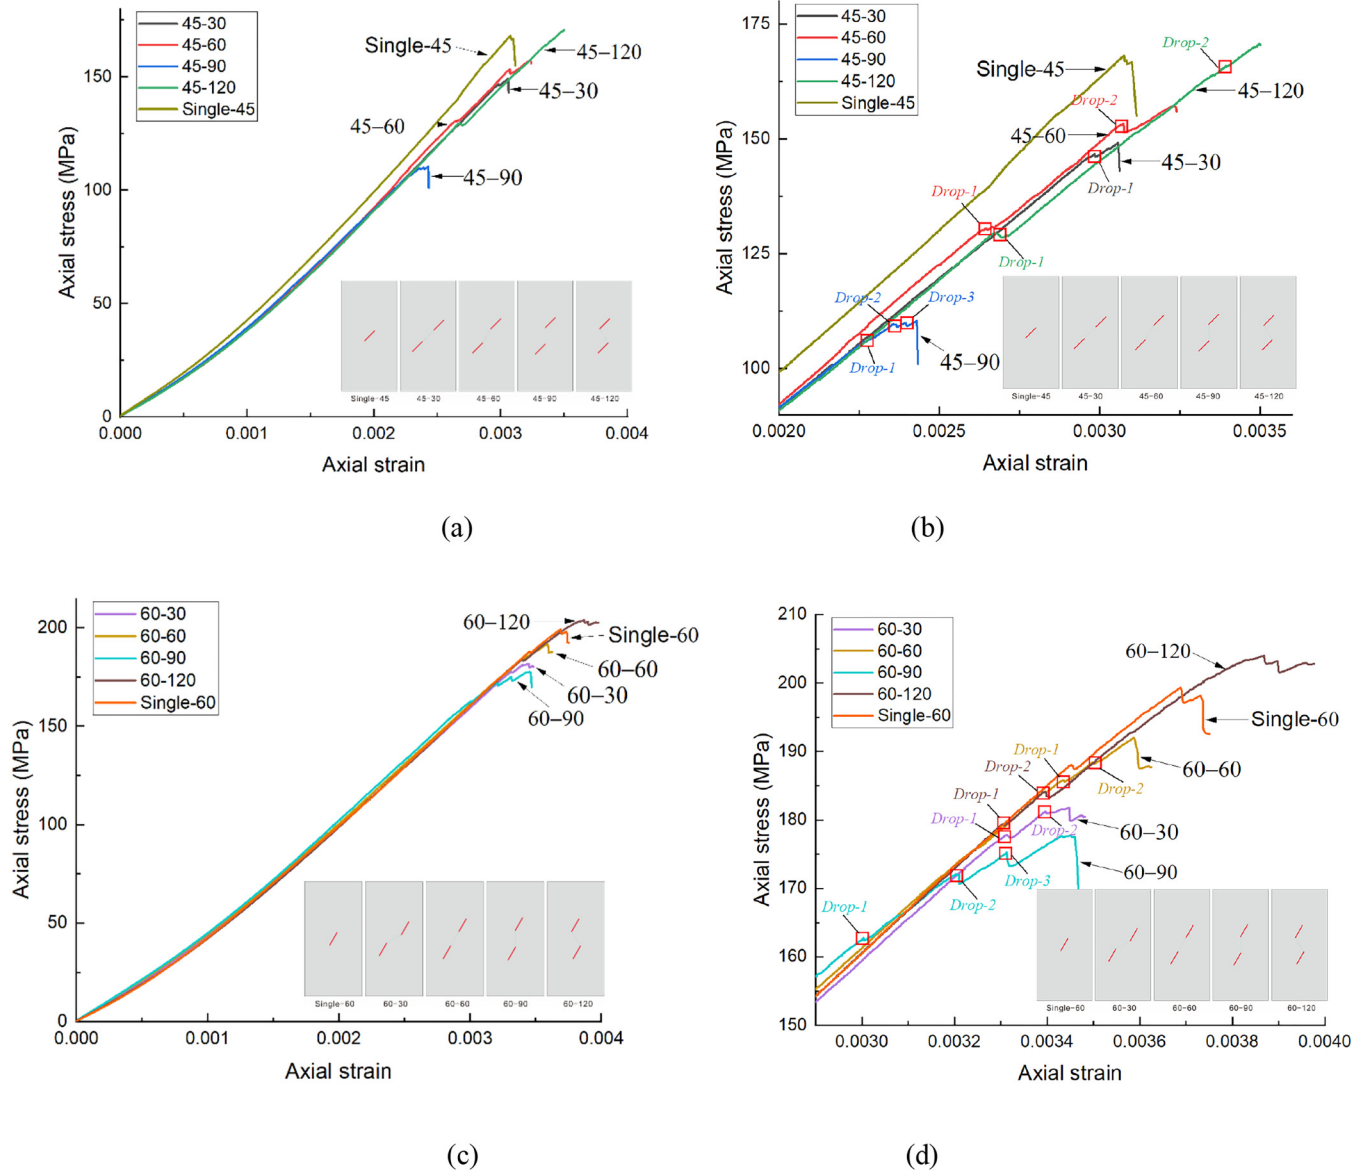 45-30
45-60
45-90
45-120
Single-45
Single-45
45–120
45–30
45–60
45–90
150
100
50
0
Axial stress (MPa)
0.000
0.001
0.002
0.003
0.004
Axial strain
Single-45
45-30
45-60
45-90
45-120
(a)
45-30
45-60
45-90
45-120
Single-45
Single-45
Drop-2
45–120
Drop-2
45–60
45–30
Drop-1
Drop-1
Drop-1
Drop-2
Drop-3
Drop-1
45–90
175
150
125
100
Axial stress (MPa)
0.0020
0.0025
0.0030
0.0035
Axial strain
Single-45
45-30
45-60
45-90
45-120
(b)
60-30
60-60
60-90
60-120
Single-60
60–120
Single-60
60–60
60–30
60–90
200
150
100
50
0
Axial stress (MPa)
0.000
0.001
0.002
0.003
0.004
Axial strain
Single-60
60-30
60-60
60-90
60-120
(c)
60-30
60-60
60-90
60-120
Single-60
60–120
Single-60
60–60
60–30
60–90
Drop-1
Drop-2
Drop-2
Drop-1
Drop-1
Drop-2
Drop-3
Drop-1
Drop-2
210
200
190
180
170
160
150
Axial stress (MPa)
0.0030
0.0032
0.0034
0.0036
0.0038
0.0040
Axial strain
Single-60
60-30
60-60
60-90
60-120
(d)